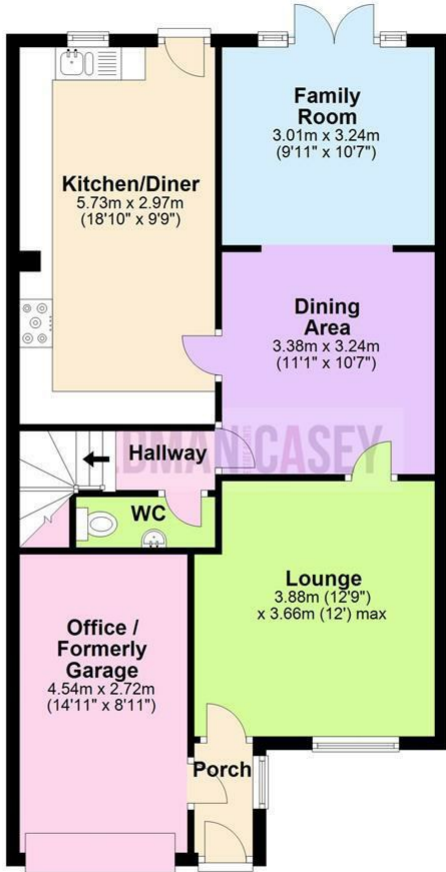 Family
Room
3.01m x 3.24m
(9'11" x 10'7")
Kitchen/Diner
5.73m x 2.97m
(18'10" x 9'9")
Dining
Area
3.38m x 3.24m
(11'1" x 10'7")
Hallway
WC
Lounge
3.88m (12'9")
x 3.66m (12') max
Office /
Formerly
Garage
4.54m x 2.72m
(14'11" x 8'11")
Porch
DMAN CASEY